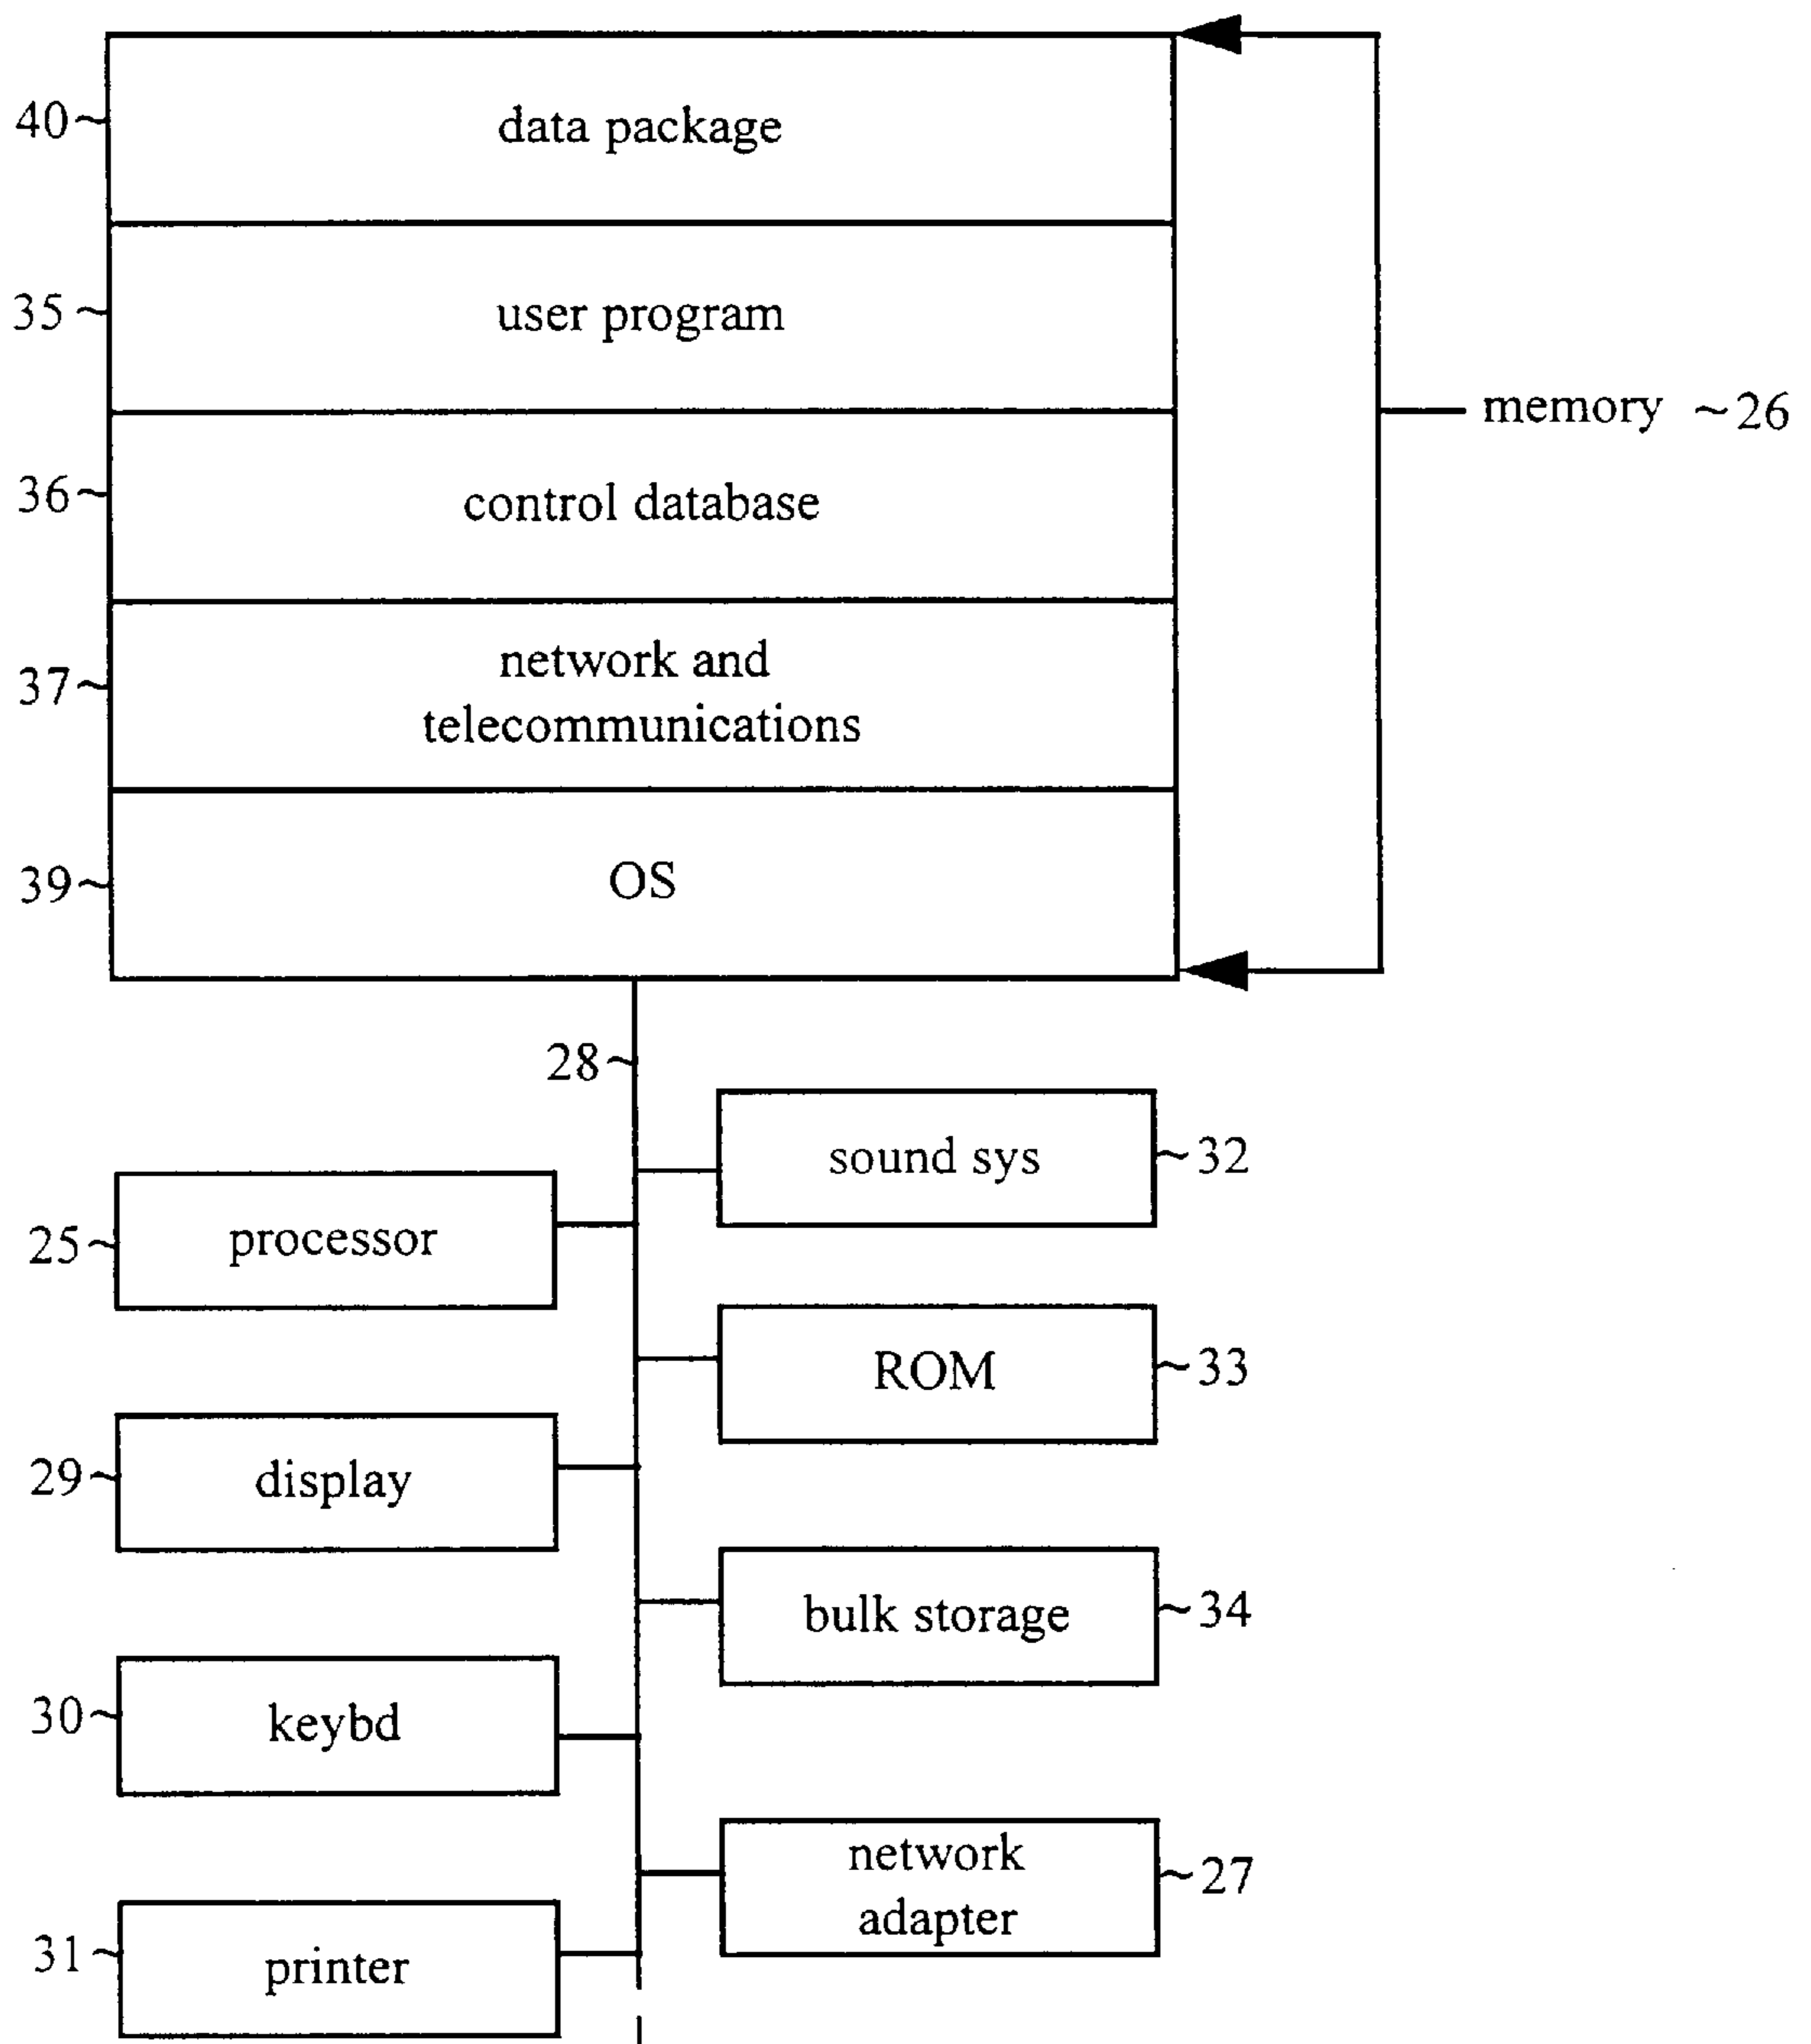 40~ data package
35~ user program
memory ~26
36~ control database
37~ network and
telecommunications
39~ OS
28~
sound sys ~32
25~ processor
ROM ~33
29~ display
bulk storage ~34
30~ keybd
network
adapter ~27
31~ printer